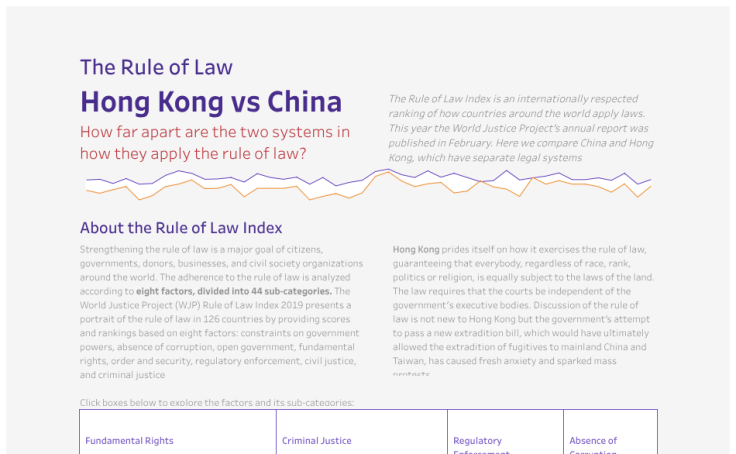 The Rule of Law
Hong Kong vs China
How far apart are the two systems in
how they apply the rule of law?
The Rule of Law Index is an internationally respected
ranking of how countries around the world apply laws.
This year the World Justice Project's annual report was
published in February. Here we compare China and Hong
Kong, which have separate legal systems
About the Rule of Law Index
Strengthening the rule of law is a major goal of citizens,
governments, donors, businesses, and civil society organizations
around the world. The adherence to the rule of law is analyzed
according to eight factors, divided into 44 sub-categories. The
World Justice Project (WJP) Rule of Law Index 2019 presents a
portrait of the rule of law in 126 countries by providing scores
and rankings based on eight factors: constraints on government
powers, absence of corruption, open government, fundamental
rights, order and security, regulatory enforcement, civil justice,
and criminal justice
Hong Kong prides itself on how it exercises the rule of law,
guaranteeing that everybody, regardless of race, rank,
politics or religion, is equally subject to the laws of the land.
The law requires that the courts be independent of the
government's executive bodies. Discussion of the rule of
law is not new to Hong Kong but the government's attempt
to pass a new extradition bill, which would have ultimately
allowed the extradition of fugitives to mainland China and
Taiwan, has caused fresh anxiety and sparked mass
protests
Click boxes below to explore the factors and its sub-categories:
Fundamental Rights
Criminal Justice
Regulatory
Enforcement
Absence of
Corruption